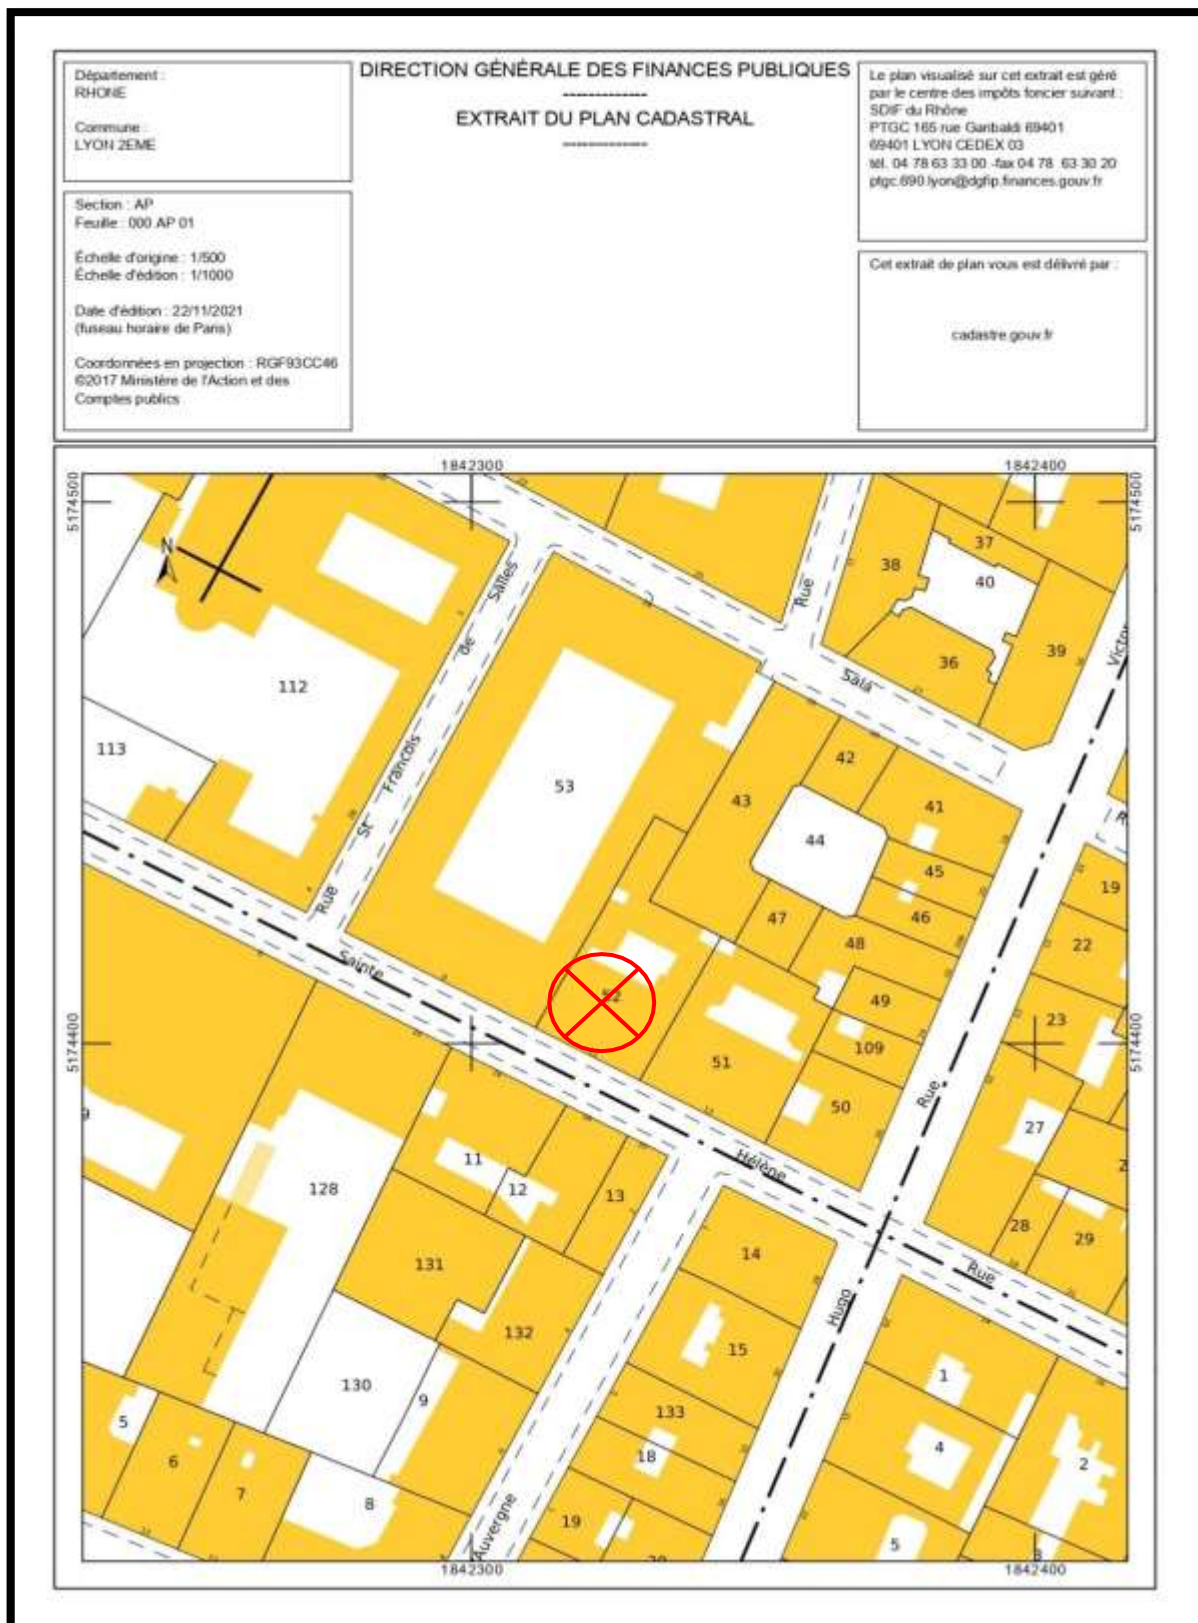 Département :
RHONE
Commune :
LYON 2EME
Section : AP
Feuille : 000 AP 01
Échelle d'origine : 1/500
Échelle d'édition : 1/1000
Date d'édition : 22/11/2021
(fuseau horaire de Paris)
Coordonnées en projection : RGF93CC46
©2017 Ministère de l'Action et des
Comptes publics
DIRECTION GÉNÉRALE DES FINANCES PUBLIQUES
-------------
EXTRAIT DU PLAN CADASTRAL
-------------
Le plan visualisé sur cet extrait est géré
par le centre des impôts foncier suivant :
SDIF du Rhône
PTGC 165 rue Garibaldi 69401
69401 LYON CEDEX 03
tél. 04 78 63 33 00 -fax 04 78 63 30 20
ptgc.690.lyon@dgfip.finances.gouv.fr
Cet extrait de plan vous est délivré par :
cadastre.gouv.fr
1842300
1842400
5174500
5174500
N
37
38
40
Salles
Rue
de
36
39
Victor
112
Sala
113
42
François
53
43
41
St
44
45
19
Rue
47
46
48
22
Sainte
52
49
23
5174400
51
109
5174400
50
Rue
27
11
Hélène
128
12
13
28
29
14
131
Rue
132
Hugo
15
130
9
1
133
5
18
4
6
2
7
8
19
Auvergne
5
1842300
1842400